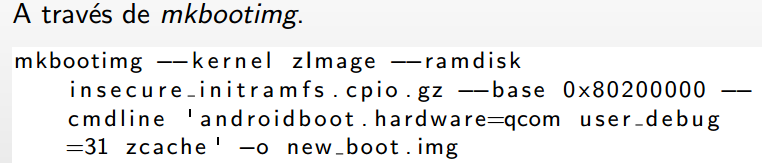 A través de mkbootimg.
mkbootimg --kernel zImage --ramdisk
insecure_initramfs.cpio.gz --base 0x80200000 --
cmdline 'androidboot.hardware=qcom user_debug
=31 zcache' -o new_boot.img